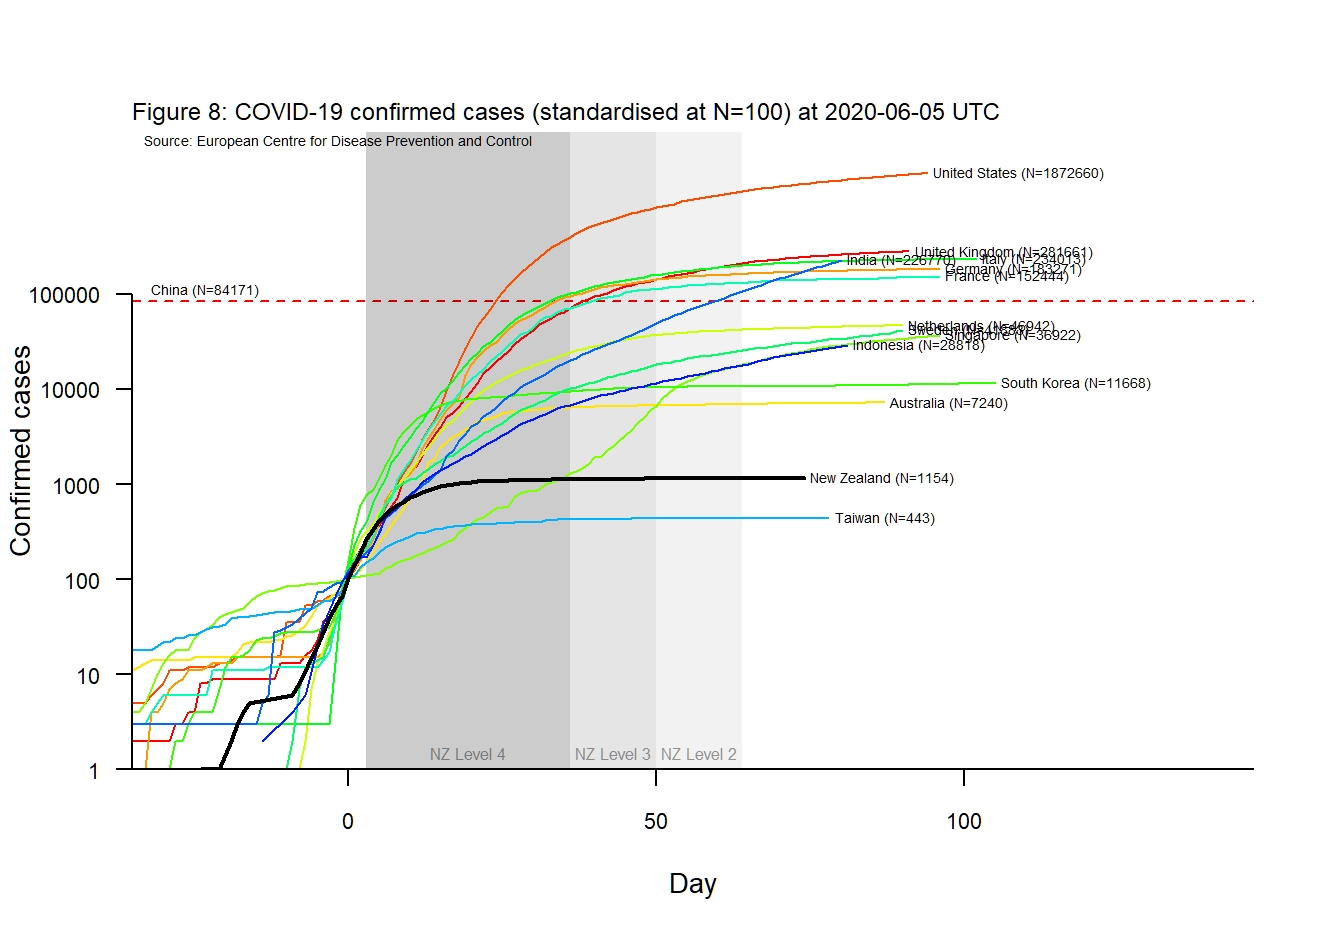 Figure 8: COVID-19 confirmed cases (standardised at N=100) at 2020-06-05 UTC
Source: European Centre for Disease Prevention and Control
United States (N=1872660)
United Kingdom (N=281661)
India (N=226770)
Italy (N=234013)
Germany (N=183271)
France (N=152444)
China (N=84171)
Netherlands (N=46942)
Sweden
Singapore (N=36922)
Indonesia (N=28818)
South Korea (N=11668)
Australia (N=7240)
New Zealand (N=1154)
Taiwan (N=443)
Confirmed cases
100000
10000
1000
100
10
1
NZ Level 4
NZ Level 3
NZ Level 2
0
50
100
Day